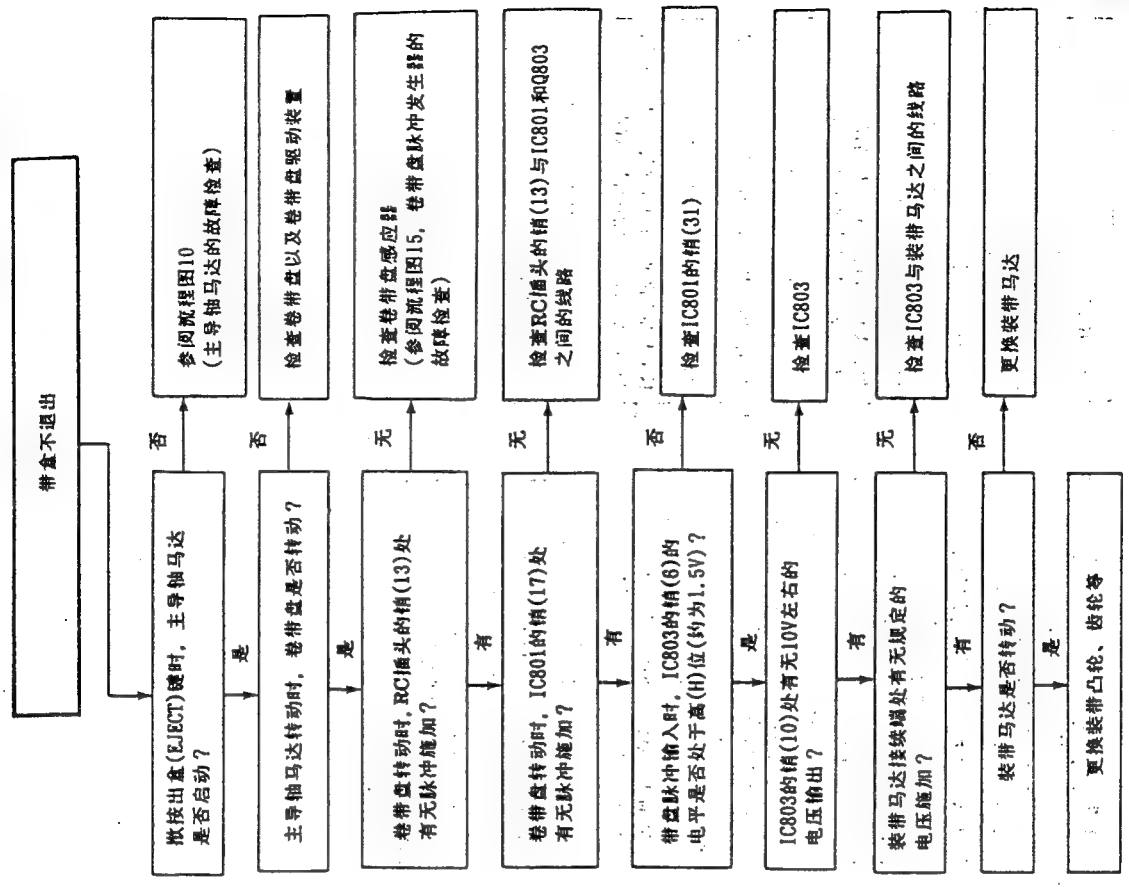 带盒不退出
揿按出盒(EJECT)键时，主导轴马达
是否启动？
否
参阅流程图10
(主导轴马达的故障检查)
是
主导轴马达转动时，卷带盘是否转动？
否
检查卷带盘以及卷带盘驱动装置
是
卷带盘转动时，RC插头的销(13)处
有无脉冲施加？
无
检查卷带盘感应器
(参阅流程图15，卷带盘脉冲发生器的
故障检查)
有
卷带盘转动时，IC801的销(17)处
有无脉冲施加？
无
检查RC插头的销(13)与IC801和Q803
之间的线路
有
带盘脉冲输入时，IC803的销(6)的
电平是否处于高(H)位(约为1.5V)？
否
检查IC801的销(31)
是
IC803的销(10)处有无10V左右的
电压输出？
无
检查IC803
有
装带马达接续端处有无规定的
电压施加？
无
检查IC803与装带马达之间的线路
有
装带马达是否转动？
否
更换装带马达
是
更换装带凸轮、齿轮等